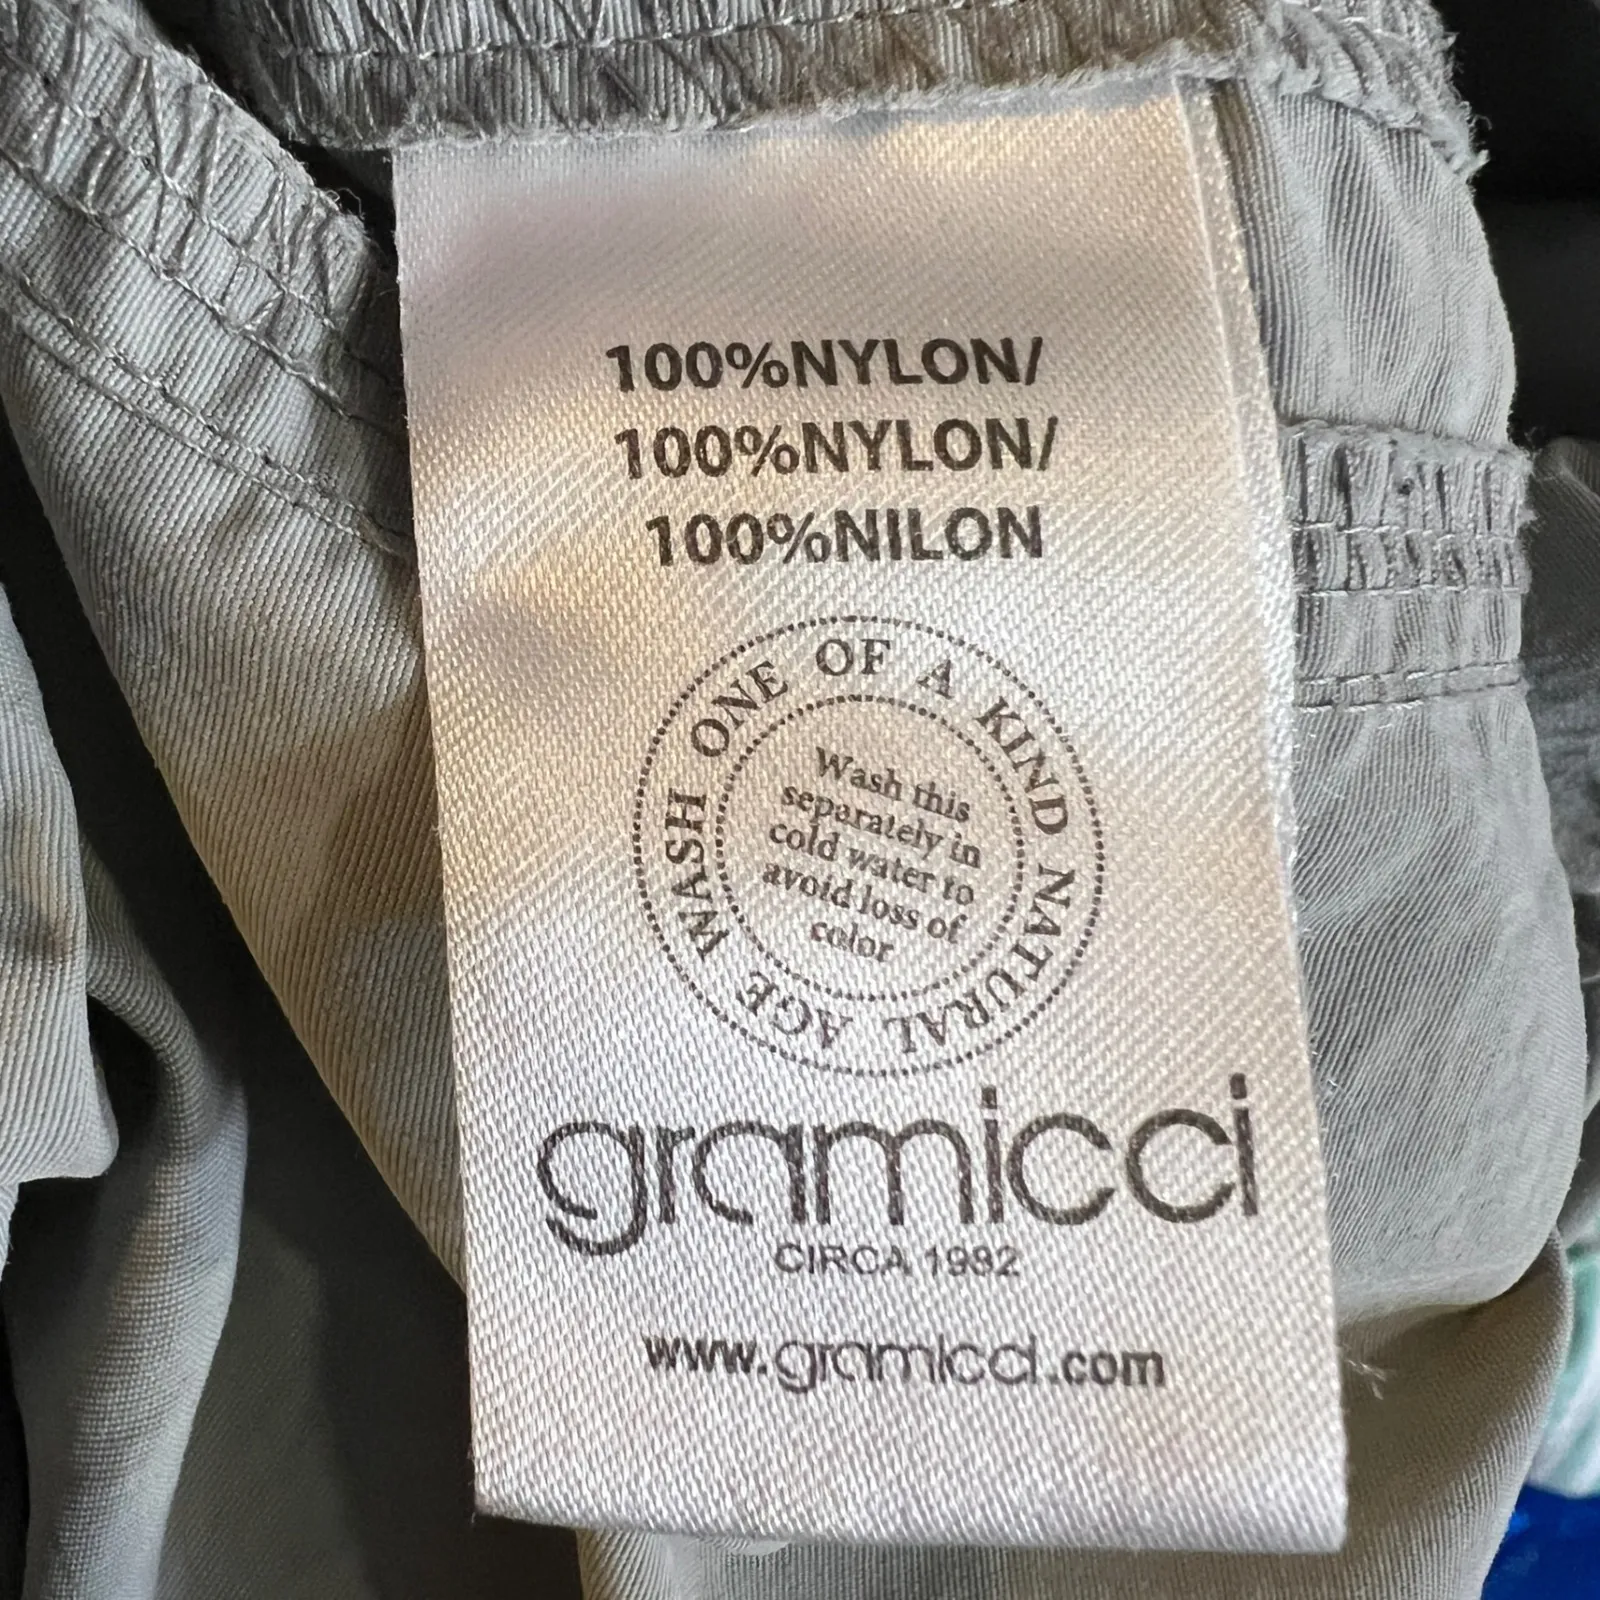 100%NYLON/
100%NYLON/
100%NILON
WASH ONE OF A KIND NATURAL AGE
Wash this
separately in
cold water to
avoid loss of
color
gramicci
CIRCA 1982
www.gramicci.com